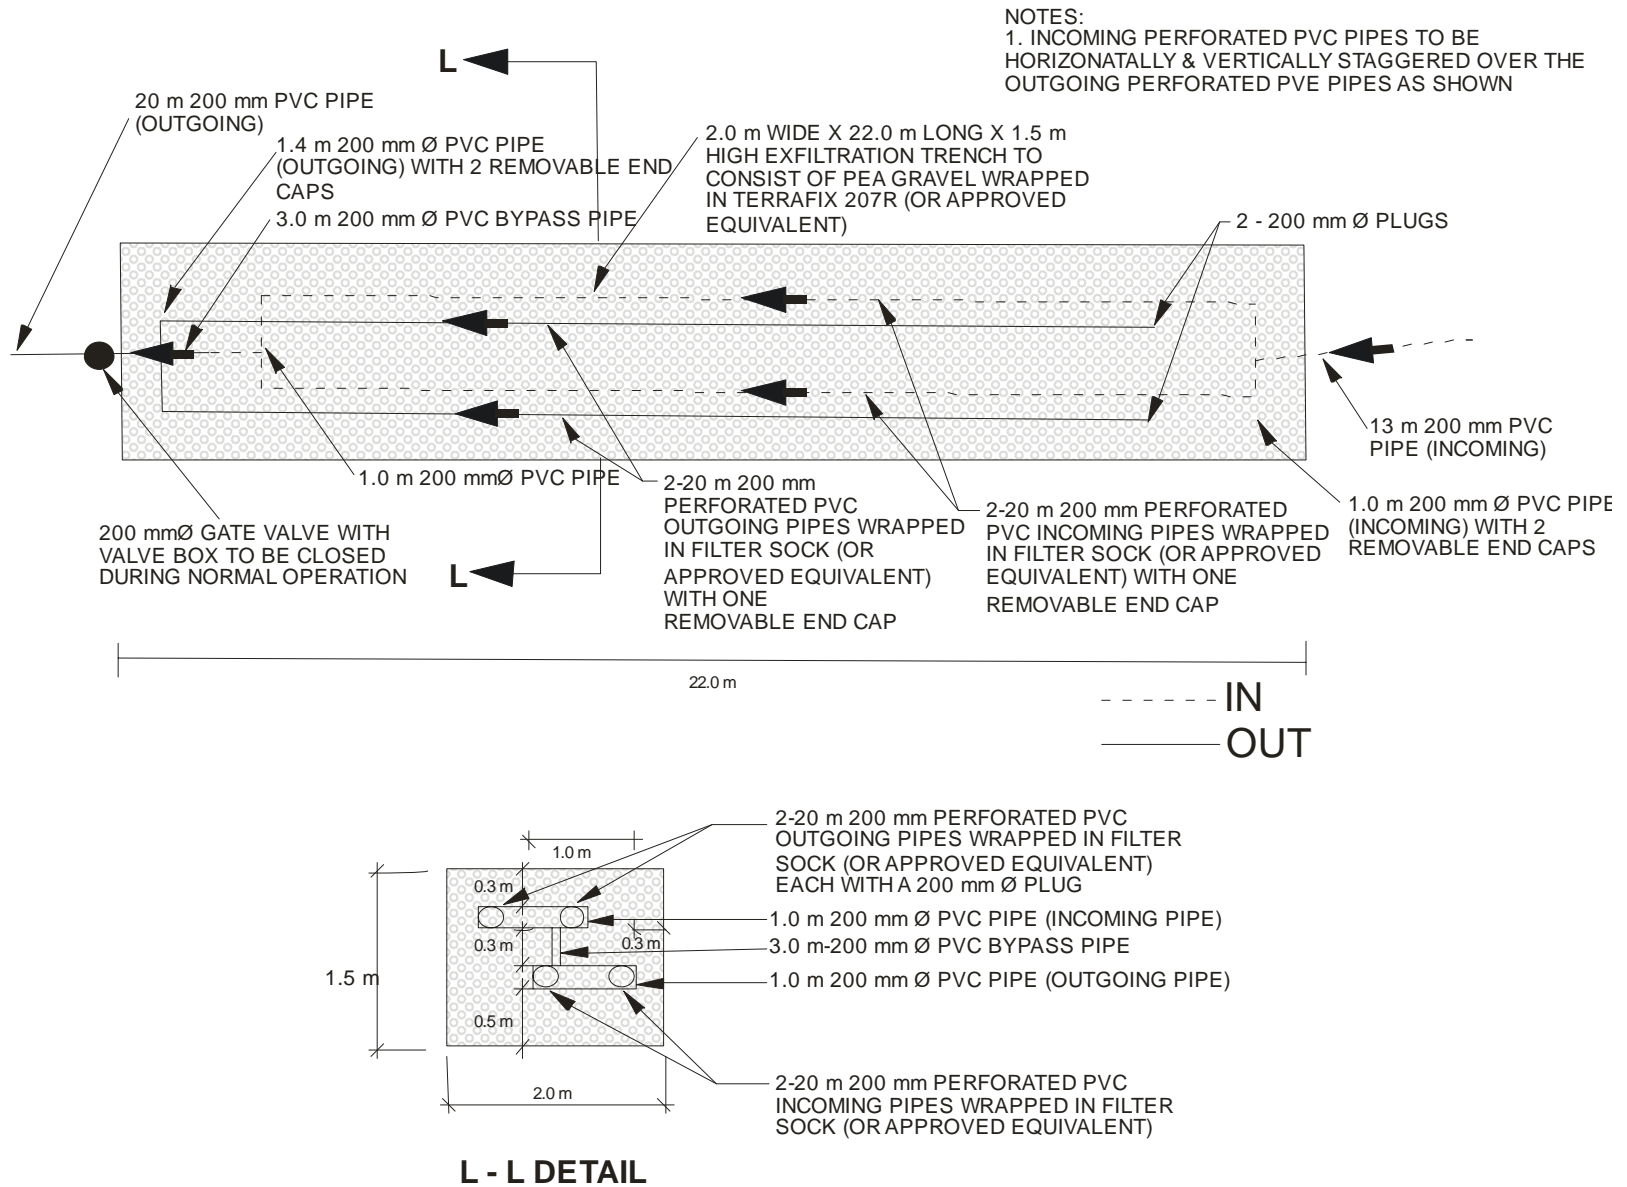 NOTES:
1. INCOMING PERFORATED PVC PIPES TO BE
HORIZONATALLY & VERTICALLY STAGGERED OVER THE
OUTGOING PERFORATED PVE PIPES AS SHOWN
L
20 m 200 mm PVC PIPE
(OUTGOING)
1.4 m 200 mm Ø PVC PIPE
(OUTGOING) WITH 2 REMOVABLE END
CAPS
3.0 m 200 mm Ø PVC BYPASS PIPE
2.0 m WIDE X 22.0 m LONG X 1.5 m
HIGH EXFILTRATION TRENCH TO
CONSIST OF PEA GRAVEL WRAPPED
IN TERRAFIX 207R (OR APPROVED
EQUIVALENT)
2 - 200 mm Ø PLUGS
13 m 200 mm PVC
PIPE (INCOMING)
1.0 m 200 mmØ PVC PIPE
200 mmØ GATE VALVE WITH
VALVE BOX TO BE CLOSED
DURING NORMAL OPERATION
L
2-20 m 200 mm
PERFORATED PVC
OUTGOING PIPES WRAPPED
IN FILTER SOCK (OR
APPROVED EQUIVALENT)
WITH ONE
REMOVABLE END CAP
2-20 m 200 mm PERFORATED
PVC INCOMING PIPES WRAPPED
IN FILTER SOCK (OR APPROVED
EQUIVALENT) WITH ONE
REMOVABLE END CAP
1.0 m 200 mm Ø PVC PIPE
(INCOMING) WITH 2
REMOVABLE END CAPS
22.0 m
IN
OUT
2-20 m 200 mm PERFORATED PVC
OUTGOING PIPES WRAPPED IN FILTER
SOCK (OR APPROVED EQUIVALENT)
EACH WITH A 200 mm Ø PLUG
1.0 m 200 mm Ø PVC PIPE (INCOMING PIPE)
3.0 m-200 mm Ø PVC BYPASS PIPE
1.0 m 200 mm Ø PVC PIPE (OUTGOING PIPE)
1.0 m
0.3 m
0.3 m
0.3 m
1.5 m
0.5 m
2.0 m
2-20 m 200 mm PERFORATED PVC
INCOMING PIPES WRAPPED IN FILTER
SOCK (OR APPROVED EQUIVALENT)
L - L DETAIL